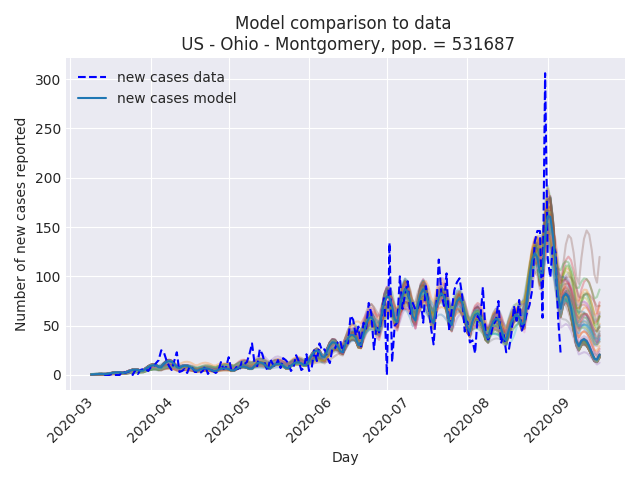 Model comparison to data
US - Ohio - Montgomery, pop. = 531687
new cases data
new cases model
Number of new cases reported
300
250
200
150
100
50
0
2020-03
2020-04
2020-05
2020-06
2020-07
2020-08
2020-09
Day